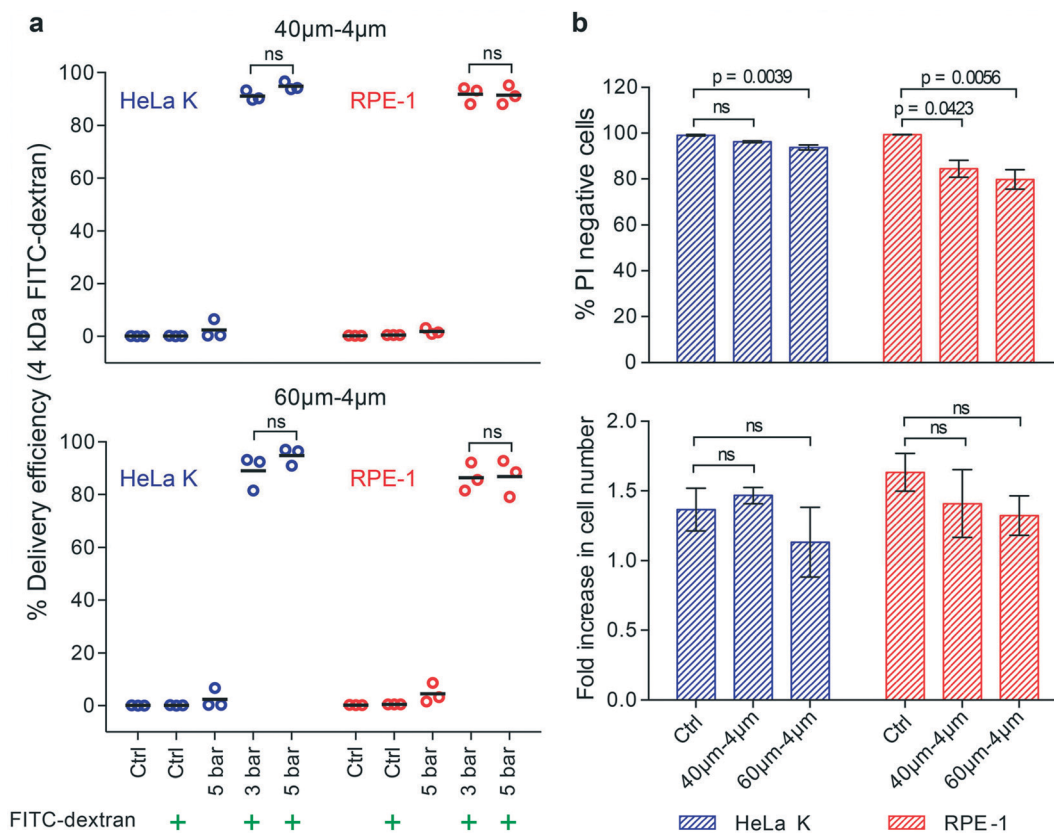 a
40µm-4µm
% Delivery efficiency (4 kDa FITC-dextran)
100
80
60
40
20
0
HeLa K
ns
RPE-1
ns
60µm-4µm
100
80
60
40
20
0
HeLa K
ns
RPE-1
ns
Ctrl
Ctrl
5 bar
3 bar
5 bar
Ctrl
Ctrl
5 bar
3 bar
5 bar
FITC-dextran + + + + + +
b
% PI negative cells
120
100
80
60
40
20
0
p = 0.0039
ns
p = 0.0056
p = 0.0423
Fold increase in cell number
2.0
1.5
1.0
0.5
0.0
ns
ns
ns
ns
Ctrl
40µm-4µm
60µm-4µm
Ctrl
40µm-4µm
60µm-4µm
HeLa K
RPE-1